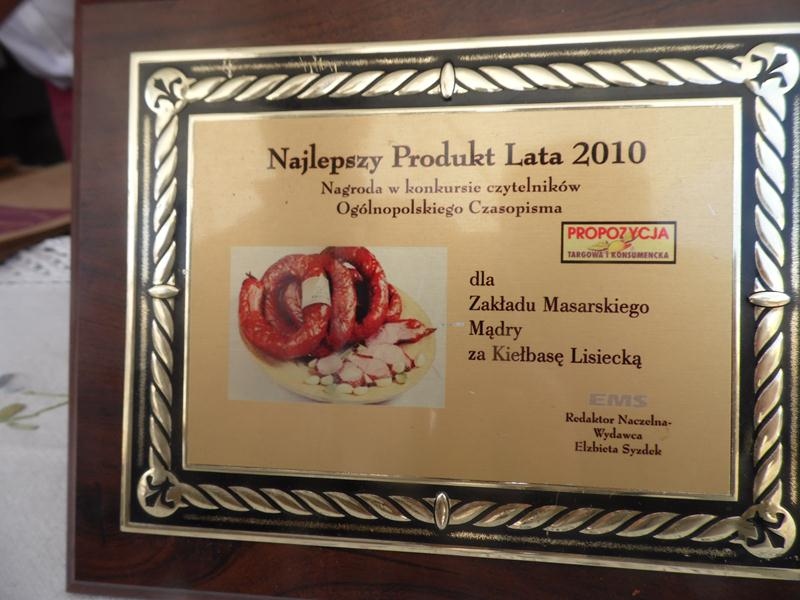 Najlepszy Produkt Lata 2010
Nagroda w konkursie czytelników
Ogólnopolskiego Czasopisma
PROPOZYCJA
TARGOWA I KONSUMENCKA
dla
Zakładu Masarskiego
Mądry
za Kiełbasę Lisiecką
EMS
Redaktor Naczelna-
Wydawca
Elżbieta Syzdek